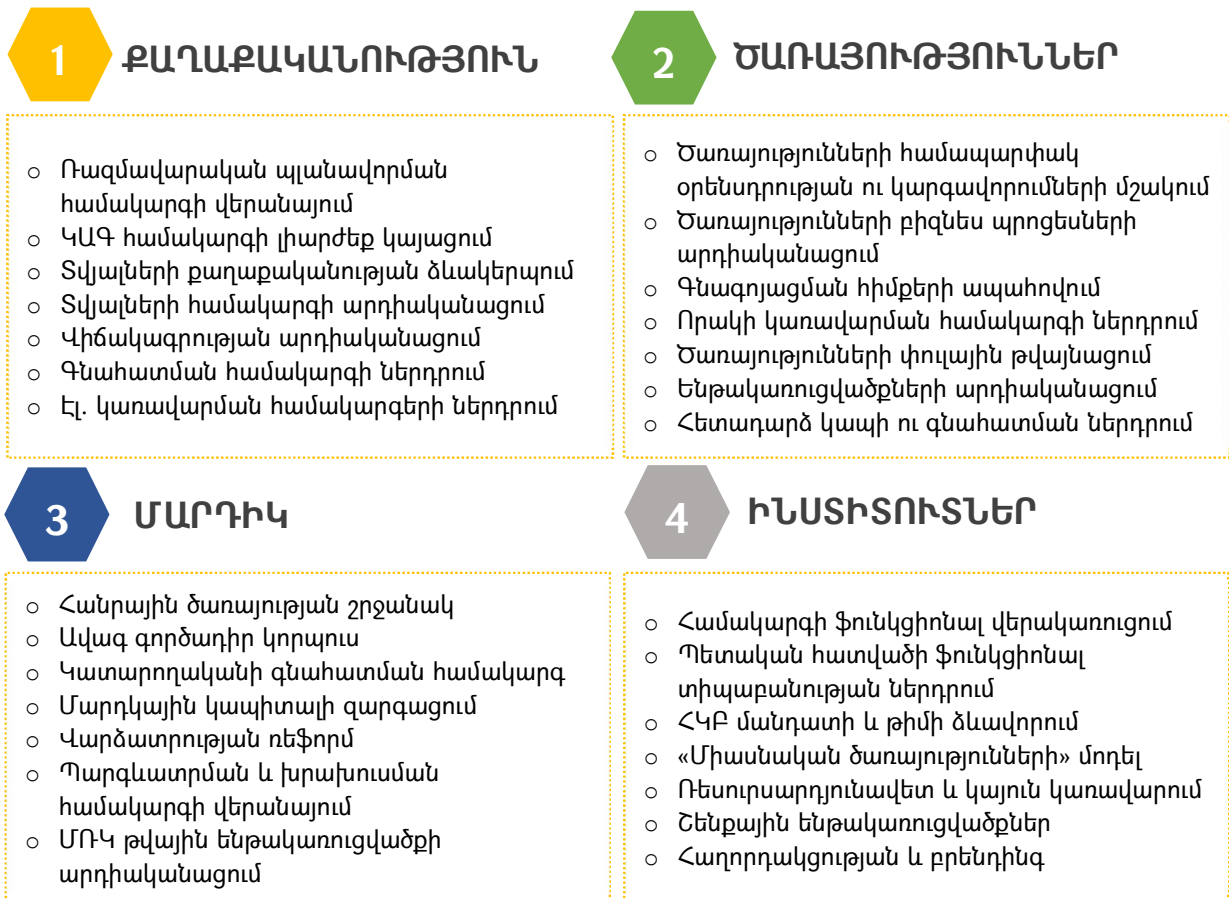 1
ՔԱՂԱՔԱԿԱՆՈՒԹՅՈՒՆ
o Ռազմավարական պլանավորման
համակարգի վերանայում
o ԿԱԳ համակարգի լիարժեք կայացում
o Տվյալների քաղաքականության ձևակերպում
o Տվյալների համակարգի արդիականացում
o Վիճակագրության արդիականացում
o Գնահատման համակարգի ներդրում
o Էլ. կառավարման համակարգերի ներդրում
2
ԾԱՌԱՅՈՒԹՅՈՒՆՆԵՐ
o Ծառայությունների համապարփակ
օրենսդրության ու կարգավորումների մշակում
o Ծառայությունների բիզնես պրոցեսների
արդիականացում
o Գնագոյացման հիմքերի ապահովում
o Որակի կառավարման համակարգի ներդրում
o Ծառայությունների փուլային թվայնացում
o Ենթակառուցվածքների արդիականացում
o Հետադարձ կապի ու գնահատման ներդրում
3
ՄԱՐԴԻԿ
o Հանրային ծառայության շրջանակ
o Ավագ գործադիր կորպուս
o Կատարողականի գնահատման համակարգ
o Մարդկային կապիտալի զարգացում
o Վարձատրության ռեֆորմ
o Պարգևատրման և խրախուսման
համակարգի վերանայում
o ՄՌԿ թվային ենթակառուցվածքի
արդիականացում
4
ԻՆՍՏԻՏՈՒՏՆԵՐ
o Համակարգի ֆունկցիոնալ վերակառուցում
o Պետական հատվածի ֆունկցիոնալ
տիպաբանության ներդրում
o ՀԿԲ մանդատի և թիմի ձևավորում
o «Միասնական ծառայությունների» մոդել
o Ռեսուրսարդյունավետ և կայուն կառավարում
o Շենքային ենթակառուցվածքներ
o Հաղորդակցության և բրենդինգ